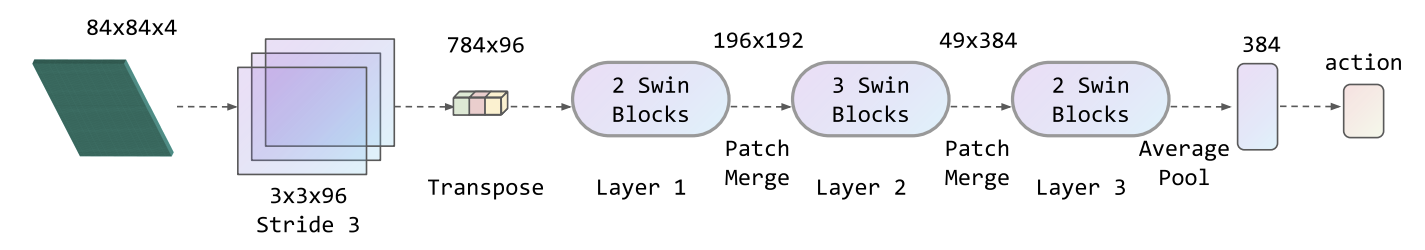 84x84x4
3x3x96
Stride 3
784x96
Transpose
2 Swin
Blocks
Layer 1
196x192
Patch
Merge
3 Swin
Blocks
Layer 2
49x384
Patch
Merge
2 Swin
Blocks
Layer 3
Average
Pool
384
action